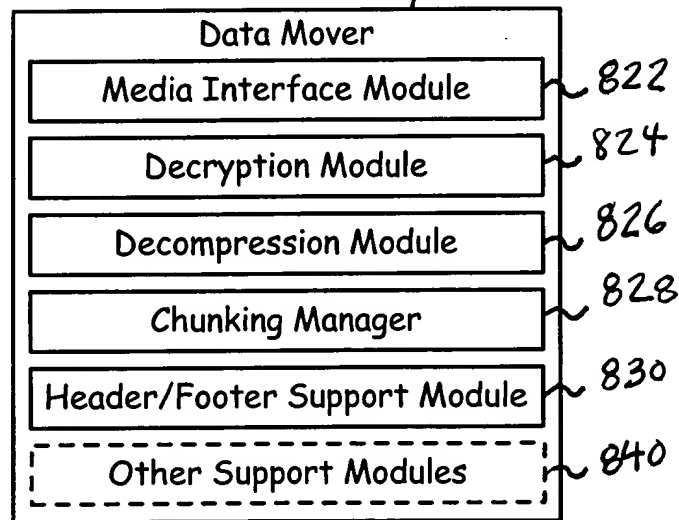 Data Mover
Media Interface Module 822
Decryption Module 824
Decompression Module 826
Chunking Manager 828
Header/Footer Support Module 830
Other Support Modules 840